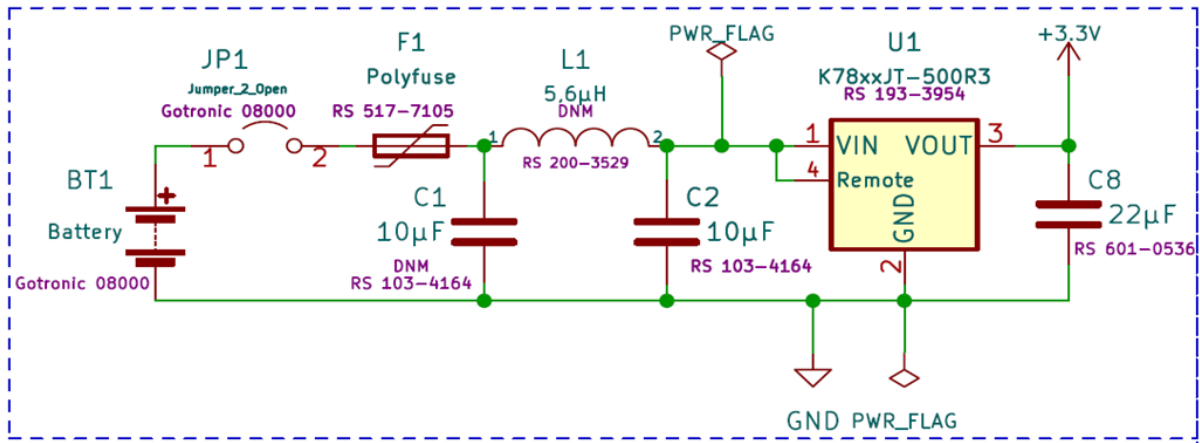 JP1
Jumper_2_Open
Gotronic 08000
1
2
F1
Polyfuse
RS 517-7105
L1
5,6µH
DNM
1
2
RS 200-3529
PWR_FLAG
U1
K78xxJT-500R3
RS 193-3954
1
VIN
VOUT
3
4
Remote
GND
2
+3.3V
BT1
+
Battery
Gotronic 08000
C1
10µF
DNM
RS 103-4164
C2
10µF
RS 103-4164
C8
22µF
RS 601-0536
GND
PWR_FLAG